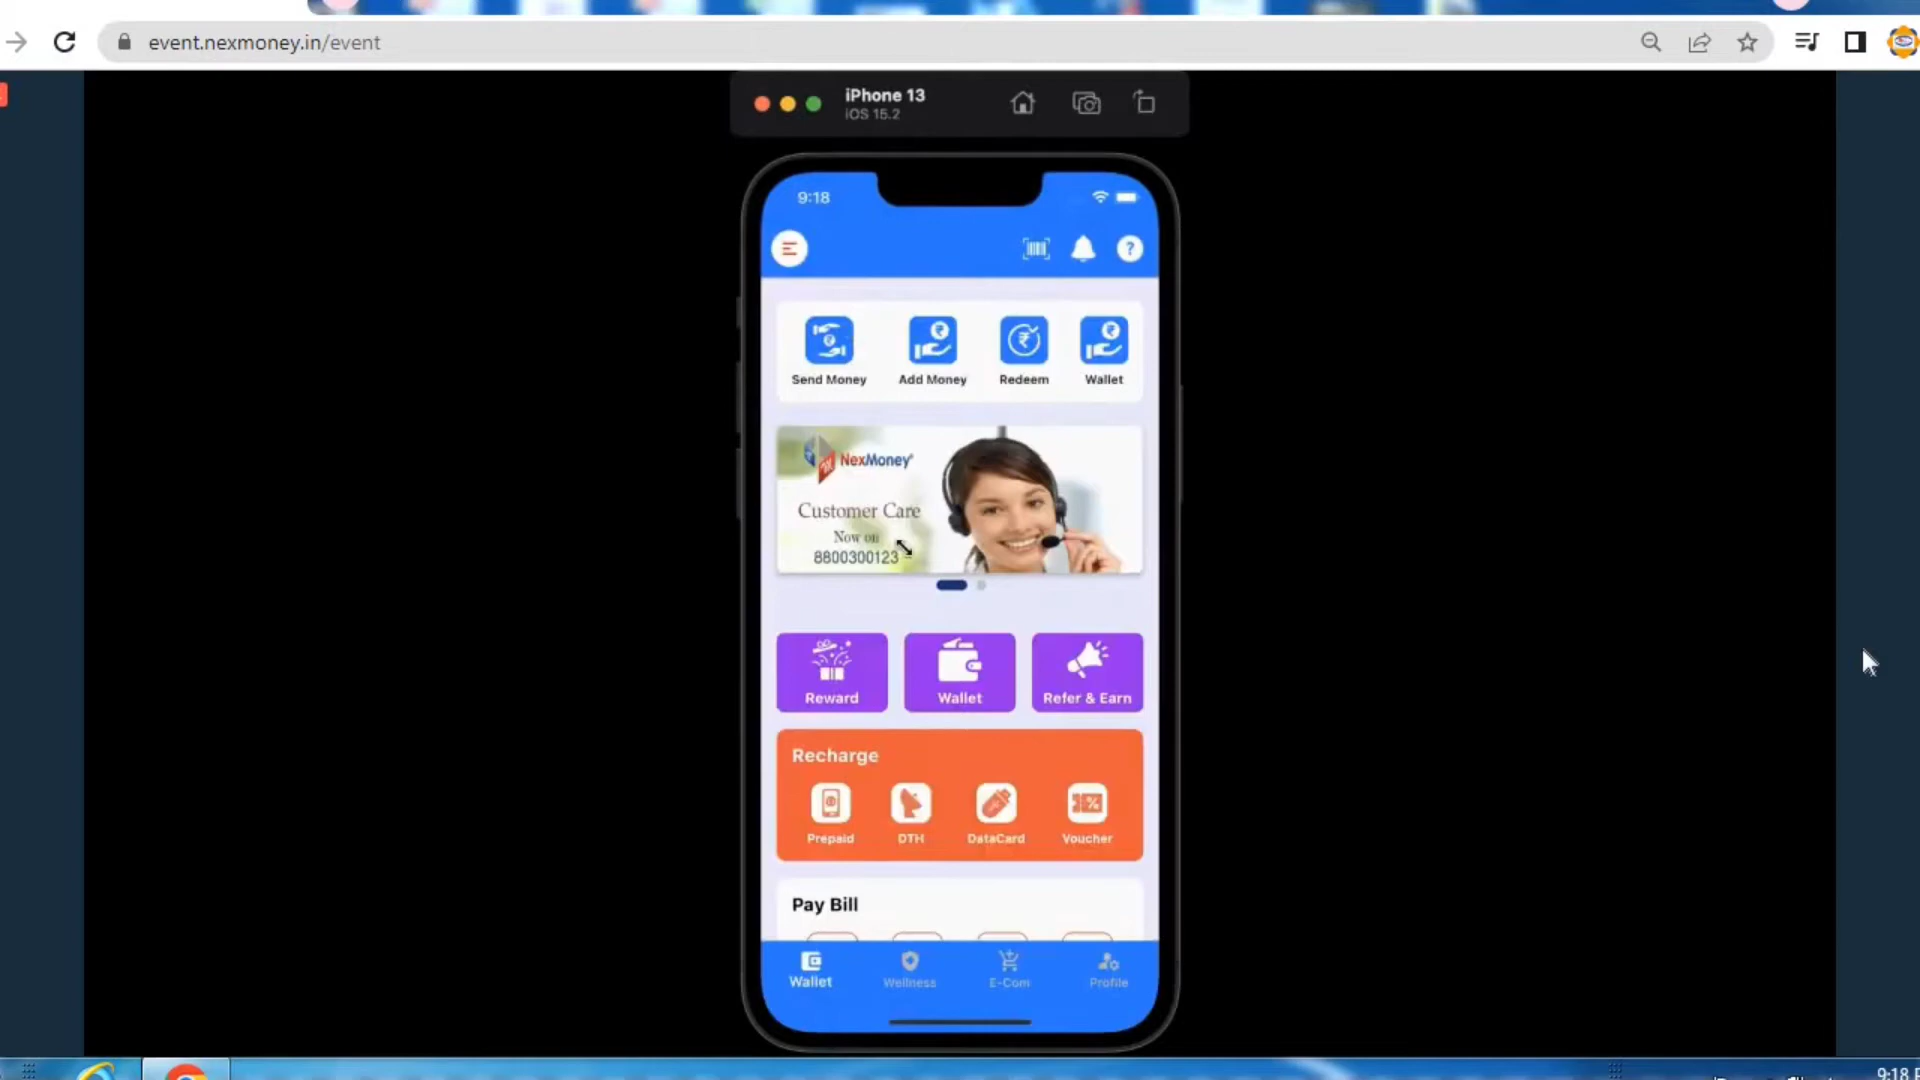 event.nexmoney.in/event
iPhone 13
iOS 15.2
9:18
?
Send Money
Add Money
Redeem
Wallet
NexMoney®
Customer Care
Now on
8800300123
Reward
Wallet
Refer & Earn
Recharge
Prepaid
DTH
DataCard
Voucher
Pay Bill
Wallet
Wellness
E-Com
Profile
9:18